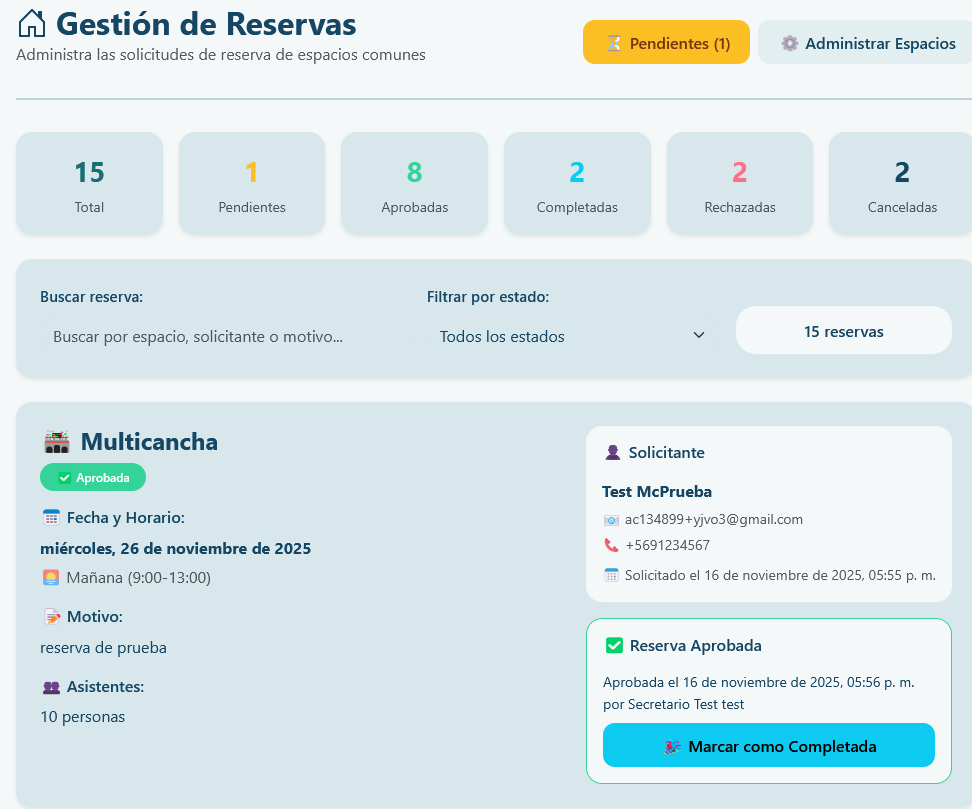 Gestión de Reservas
Administra las solicitudes de reserva de espacios comunes
Pendientes (1)
Administrar Espacios
15
Total
1
Pendientes
8
Aprobadas
2
Completadas
2
Rechazadas
2
Canceladas
Buscar reserva:
Buscar por espacio, solicitante o motivo...
Filtrar por estado:
Todos los estados
15 reservas
Multicancha
Aprobada
Fecha y Horario:
miércoles, 26 de noviembre de 2025
Mañana (9:00-13:00)
Motivo:
reserva de prueba
Asistentes:
10 personas
Solicitante
Test McPrueba
ac134899+yjvo3@gmail.com
+5691234567
Solicitado el 16 de noviembre de 2025, 05:55 p. m.
Reserva Aprobada
Aprobada el 16 de noviembre de 2025, 05:56 p. m.
por Secretario Test test
Marcar como Completada